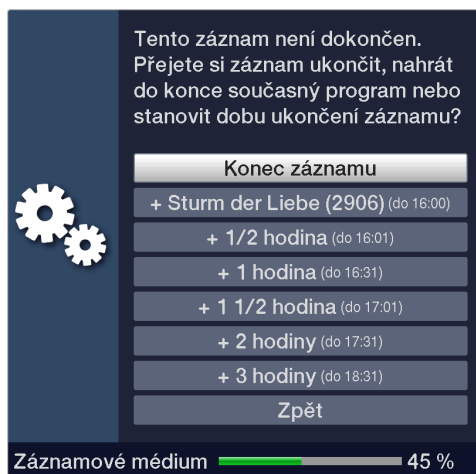 Tento záznam není dokončen.
Přejete si záznam ukončit, nahrát
do konce současný program nebo
stanovit dobu ukončení záznamu?
Konec záznamu
+ Sturm der Liebe (2906) (do 16:00)
+ 1/2 hodina (do 16:01)
+ 1 hodina (do 16:31)
+ 1 1/2 hodina (do 17:01)
+ 2 hodiny (do 17:31)
+ 3 hodiny (do 18:31)
Zpět
Záznamové médium 45 %